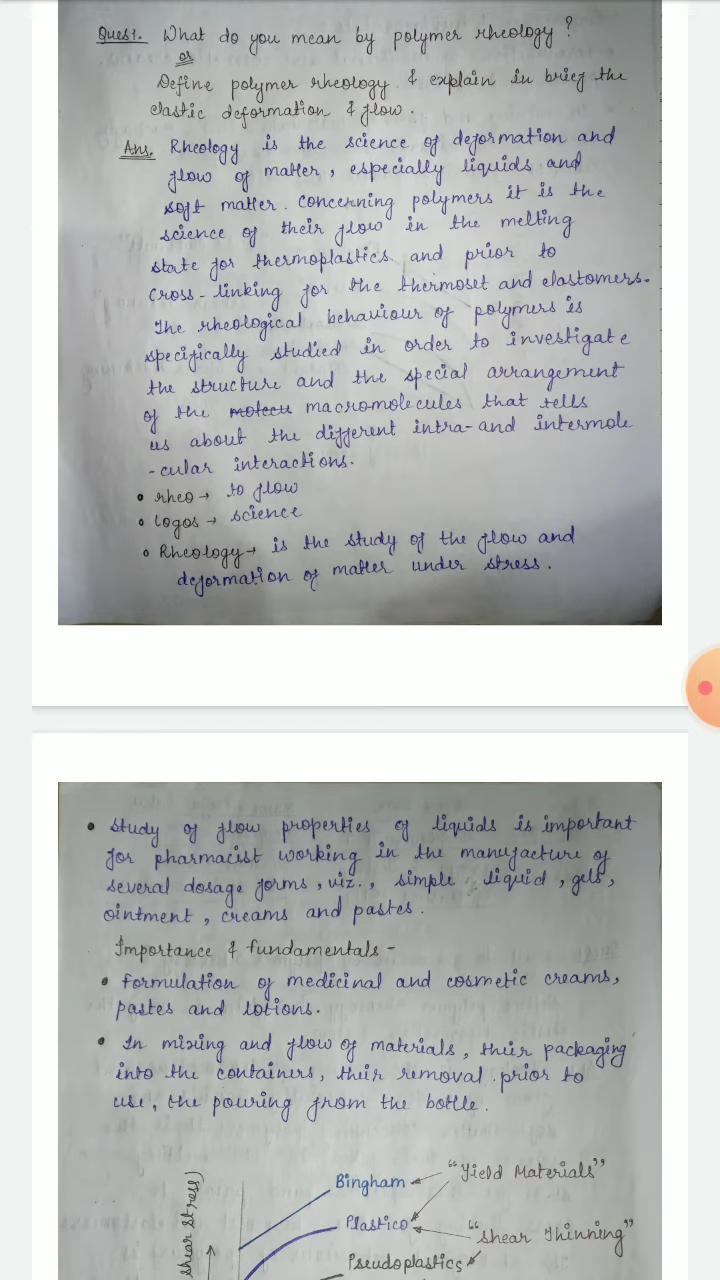 Ques1. What do you mean by polymer rheology?
or
Define polymer rheology & explain in brief the
elastic deformation & flow.
Ans. Rheology is the science of deformation and
flow of matter, especially liquids and
soft matter. Concerning polymers it is the
science of their flow in the melting
state for thermoplastics and prior to
cross-linking for the thermoset and elastomers.
The rheological behaviour of polymers is
specifically studied in order to investigate
the structure and the special arrangement
of the macromolecules that tells
us about the different intra-and intermole
-cular interactions.
• rheo → to flow
• logos → science
• Rheology → is the study of the flow and
deformation of matter under stress.
• Study of flow properties of liquids is important
for pharmacist working in the manufacture of
several dosage forms, viz., simple liquid, gels,
ointment, creams and pastes.
Importance & fundamentals -
• Formulation of medicinal and cosmetic creams,
pastes and lotions.
• In mixing and flow of materials, their packaging
into the containers, their removal prior to
use, the pouring from the bottle.
Bingham ← "Yield Materials"
Plastico
"Shear Thinning"
Pseudoplastics
shear stress)